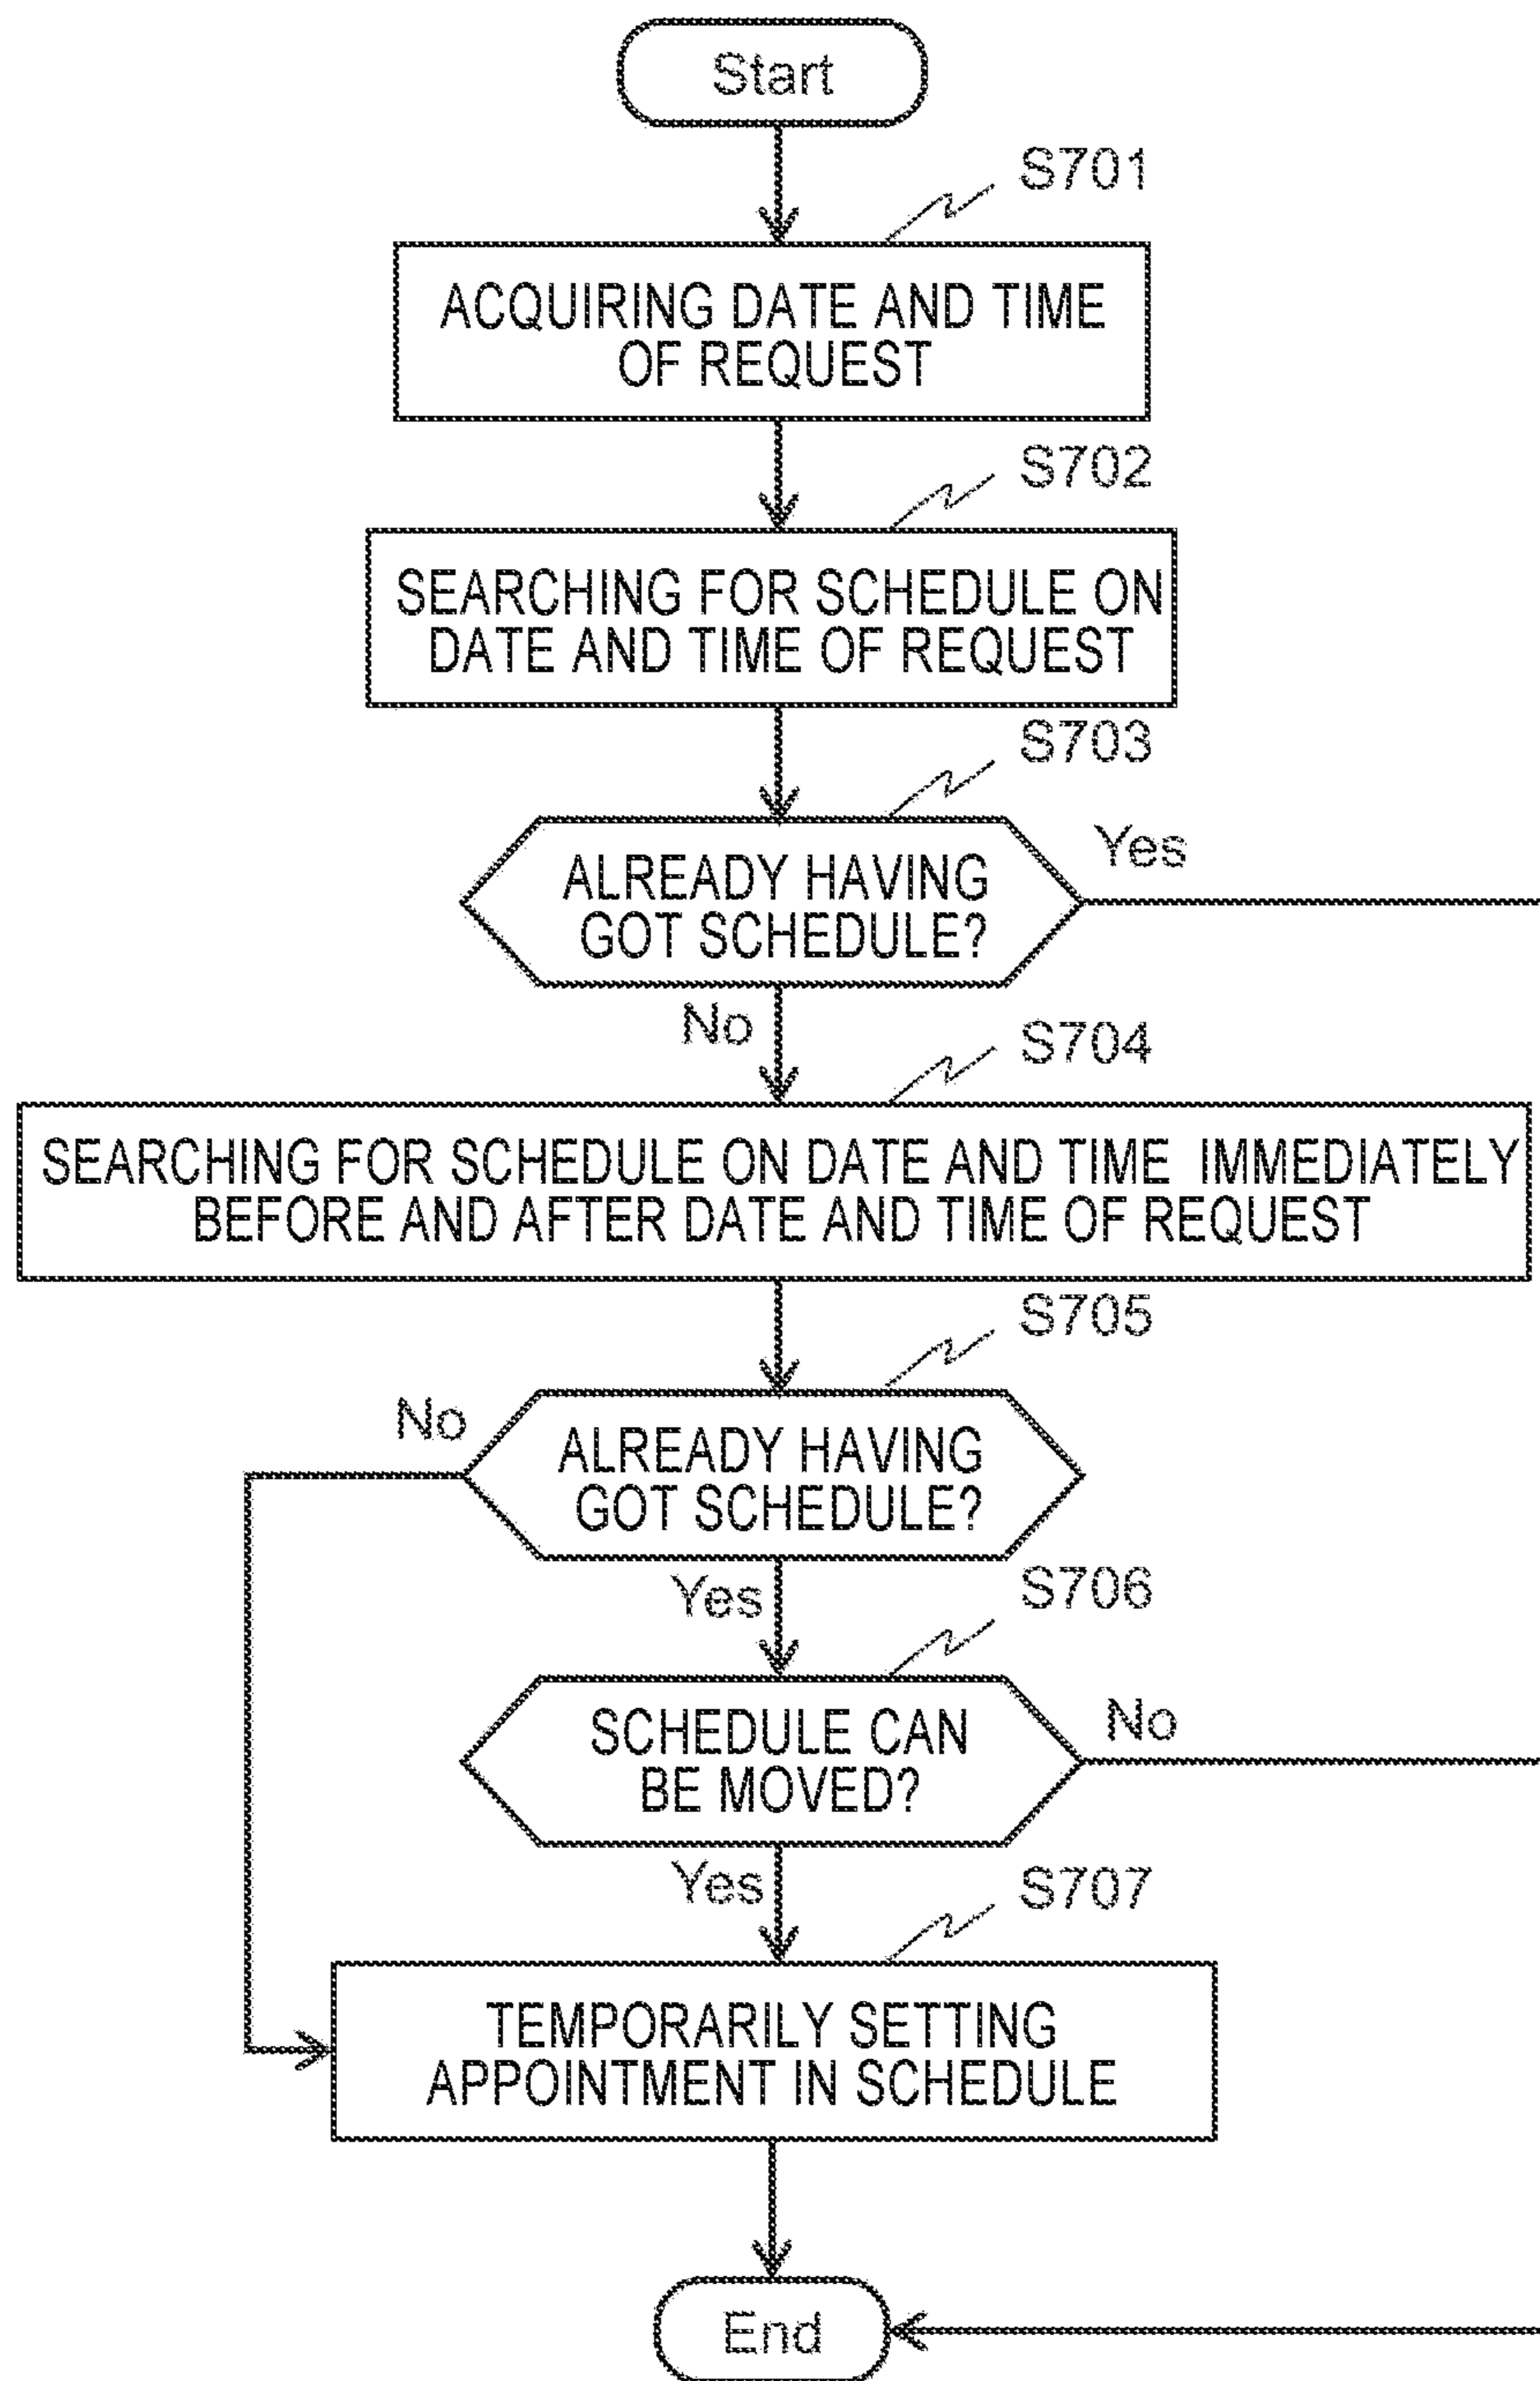 Start
S701
ACQUIRING DATE AND TIME
OF REQUEST
S702
SEARCHING FOR SCHEDULE ON
DATE AND TIME OF REQUEST
S703
ALREADY HAVING
GOT SCHEDULE?
Yes
No
S704
SEARCHING FOR SCHEDULE ON DATE AND TIME IMMEDIATELY
BEFORE AND AFTER DATE AND TIME OF REQUEST
S705
No
ALREADY HAVING
GOT SCHEDULE?
Yes
S706
SCHEDULE CAN
BE MOVED?
No
Yes
S707
TEMPORARILY SETTING
APPOINTMENT IN SCHEDULE
End